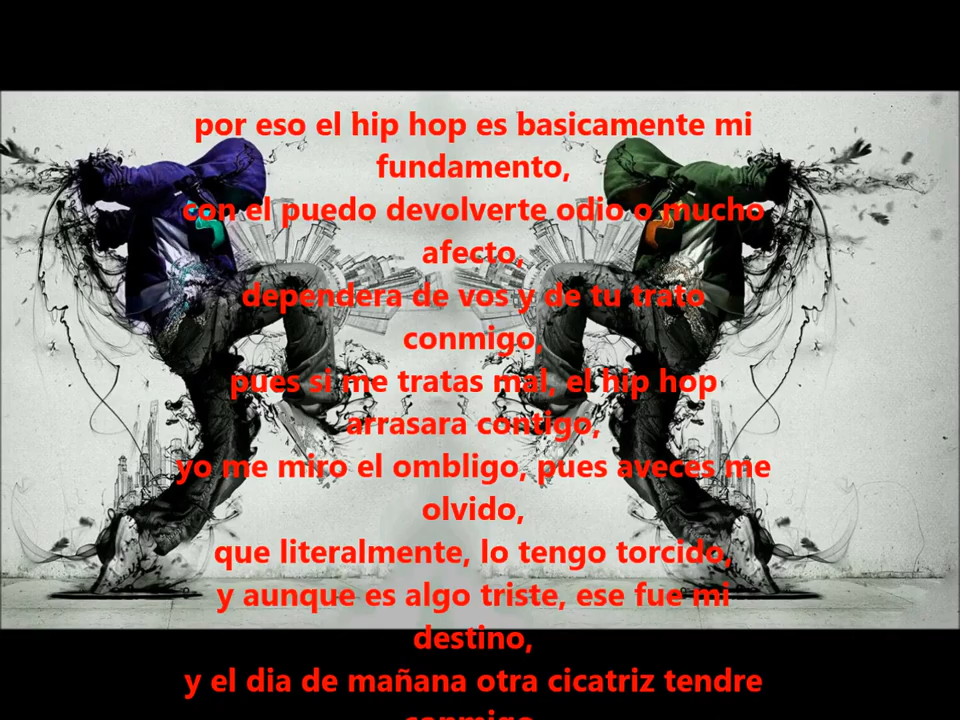 por eso el hip hop es basicamente mi
fundamento,
con el puedo devolverte odio o mucho
afecto,
dependera de vos y de tu trato
conmigo,
pues si me tratas mal, el hip hop
arrasara contigo,
yo me miro el ombligo, pues aveces me
olvido,
que literalmente, lo tengo torcido,
y aunque es algo triste, ese fue mi
destino,
y el dia de mañana otra cicatriz tendre